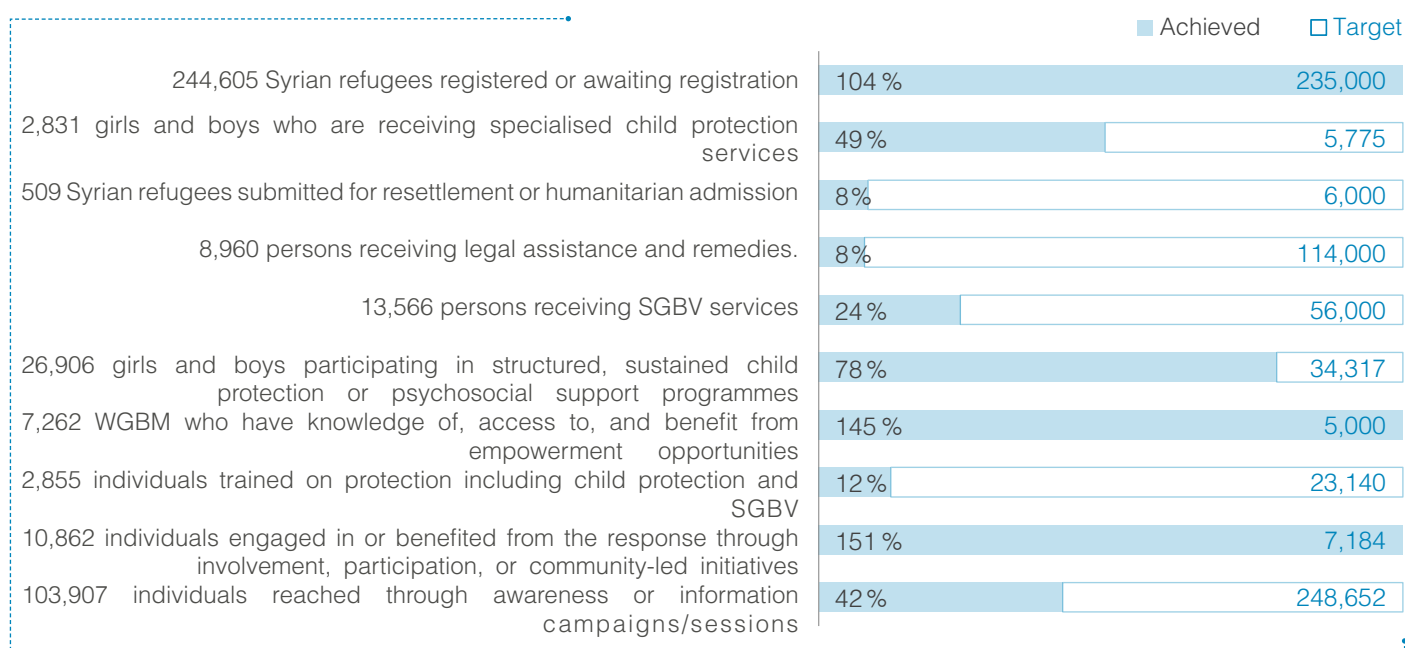 Achieved Target
244,605 Syrian refugees registered or awaiting registration 104 % 235,000
2,831 girls and boys who are receiving specialised child protection
services
49 % 5,775
509 Syrian refugees submitted for resettlement or humanitarian admission 8% 6,000
8,960 persons receiving legal assistance and remedies. 8% 114,000
13,566 persons receiving SGBV services 24 % 56,000
26,906 girls and boys participating in structured, sustained child
protection or psychosocial support programmes
78 % 34,317
7,262 WGBM who have knowledge of, access to, and benefit from
empowerment opportunities
145 % 5,000
2,855 individuals trained on protection including child protection and
SGBV
12 % 23,140
10,862 individuals engaged in or benefited from the response through
involvement, participation, or community-led initiatives
151 % 7,184
103,907 individuals reached through awareness or information
campaigns/sessions
42 % 248,652